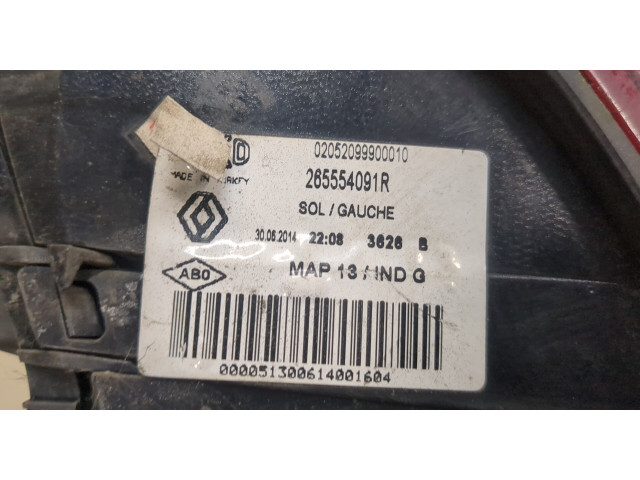 02052099900010
MADE IN TURKEY
265554091R
SOL / GAUCHE
30.06.2014 22:08 3626 B
ABO
MAP 13 / IND G
000051300614001604